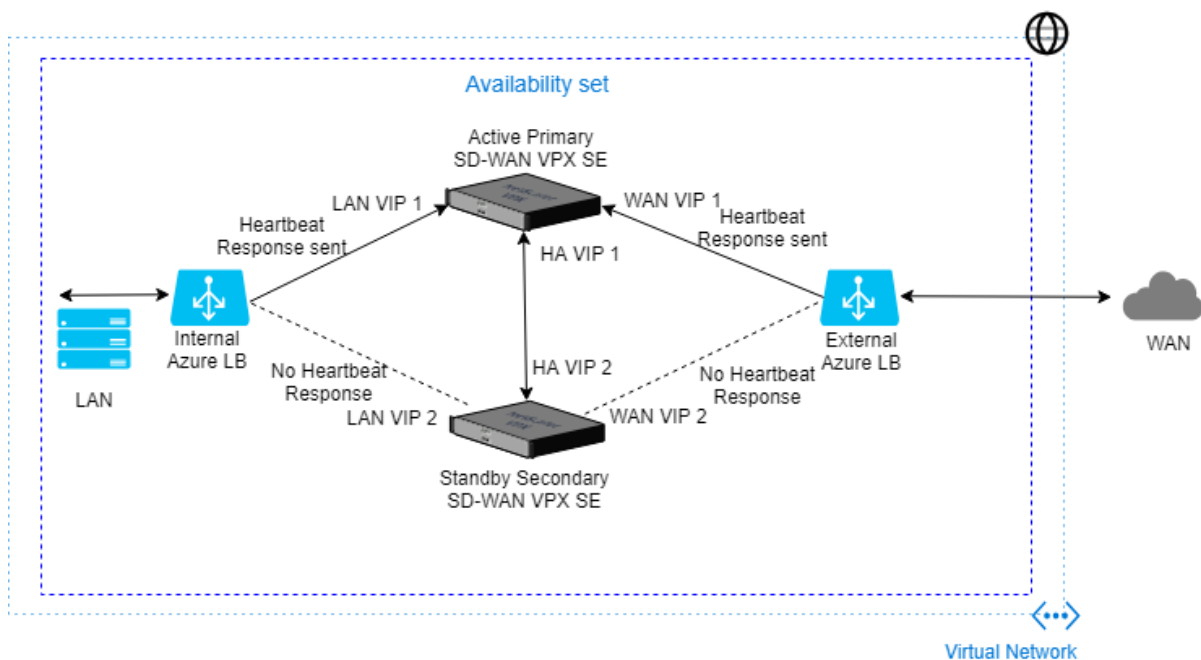 Availability set
Active Primary
SD-WAN VPX SE
LAN VIP 1
WAN VIP 1
Heartbeat
Response sent
Heartbeat
Response sent
HA VIP 1
Internal
Azure LB
External
Azure LB
WAN
LAN
No Heartbeat
Response
HA VIP 2
No Heartbeat
Response
LAN VIP 2
WAN VIP 2
Standby Secondary
SD-WAN VPX SE
Virtual Network